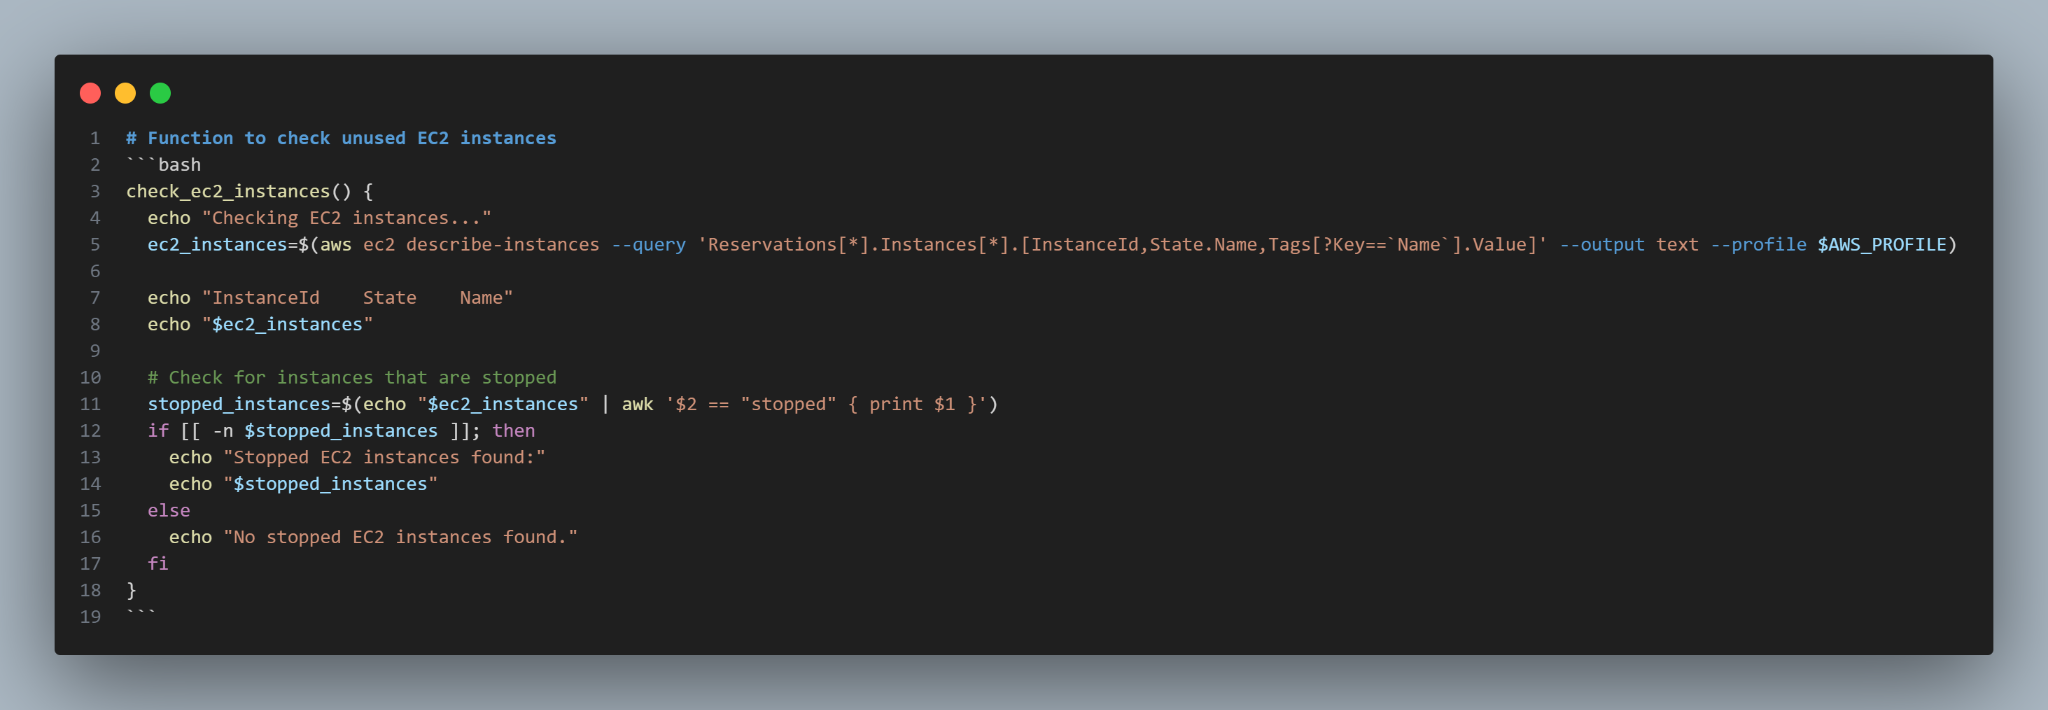 1 # Function to check unused EC2 instances
2 ```bash
3 check_ec2_instances() {
4   echo "Checking EC2 instances..."
5   ec2_instances=$(aws ec2 describe-instances --query 'Reservations[*].Instances[*].[InstanceId,State.Name,Tags[?Key==`Name`].Value]' --output text --profile $AWS_PROFILE)
6
7   echo "InstanceId    State    Name"
8   echo "$ec2_instances"
9
10   # Check for instances that are stopped
11   stopped_instances=$(echo "$ec2_instances" | awk '$2 == "stopped" { print $1 }')
12   if [[ -n $stopped_instances ]]; then
13     echo "Stopped EC2 instances found:"
14     echo "$stopped_instances"
15   else
16     echo "No stopped EC2 instances found."
17   fi
18 }
19 ```